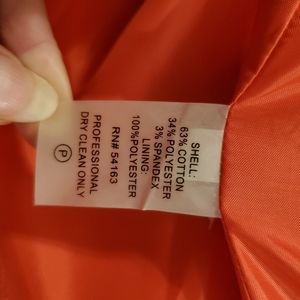 SHELL:
63% COTTON
34%POLYESTER
3% SPANDEX
LINING:
100%POLYESTER
RN# 54163
PROFESSIONAL
DRY CLEAN ONLY
P